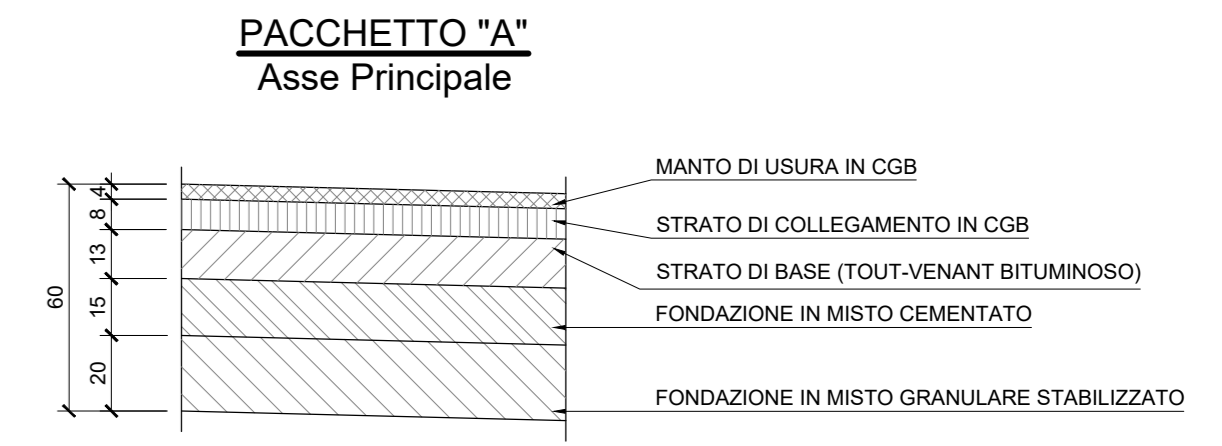 PACCHETTO "A"
Asse Principale
MANTO DI USURA IN CGB
STRATO DI COLLEGAMENTO IN CGB
STRATO DI BASE (TOUT-VENANT BITUMINOSO)
FONDAZIONE IN MISTO CEMENTATO
FONDAZIONE IN MISTO GRANULARE STABILIZZATO
60
4
8
13
15
20